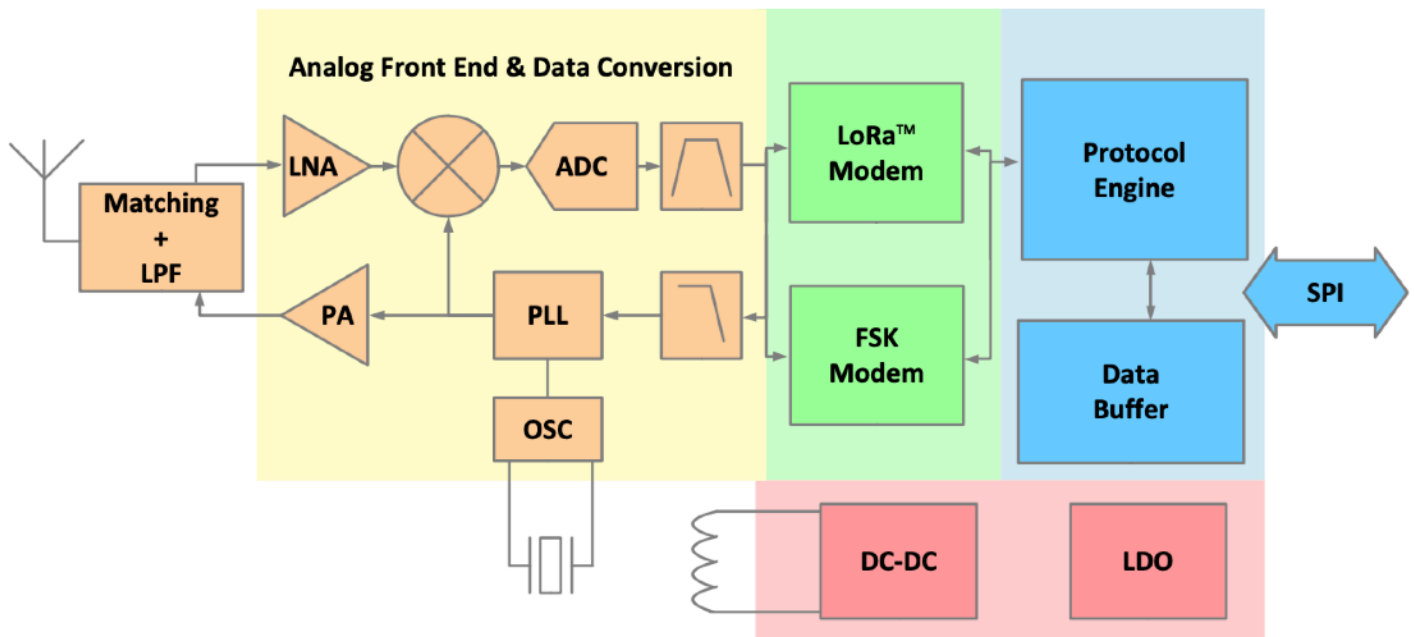 Analog Front End & Data Conversion
LNA
ADC
LoRa™
Modem
Protocol
Engine
Matching
+
LPF
PA
PLL
FSK
Modem
SPI
Data
Buffer
OSC
DC-DC
LDO